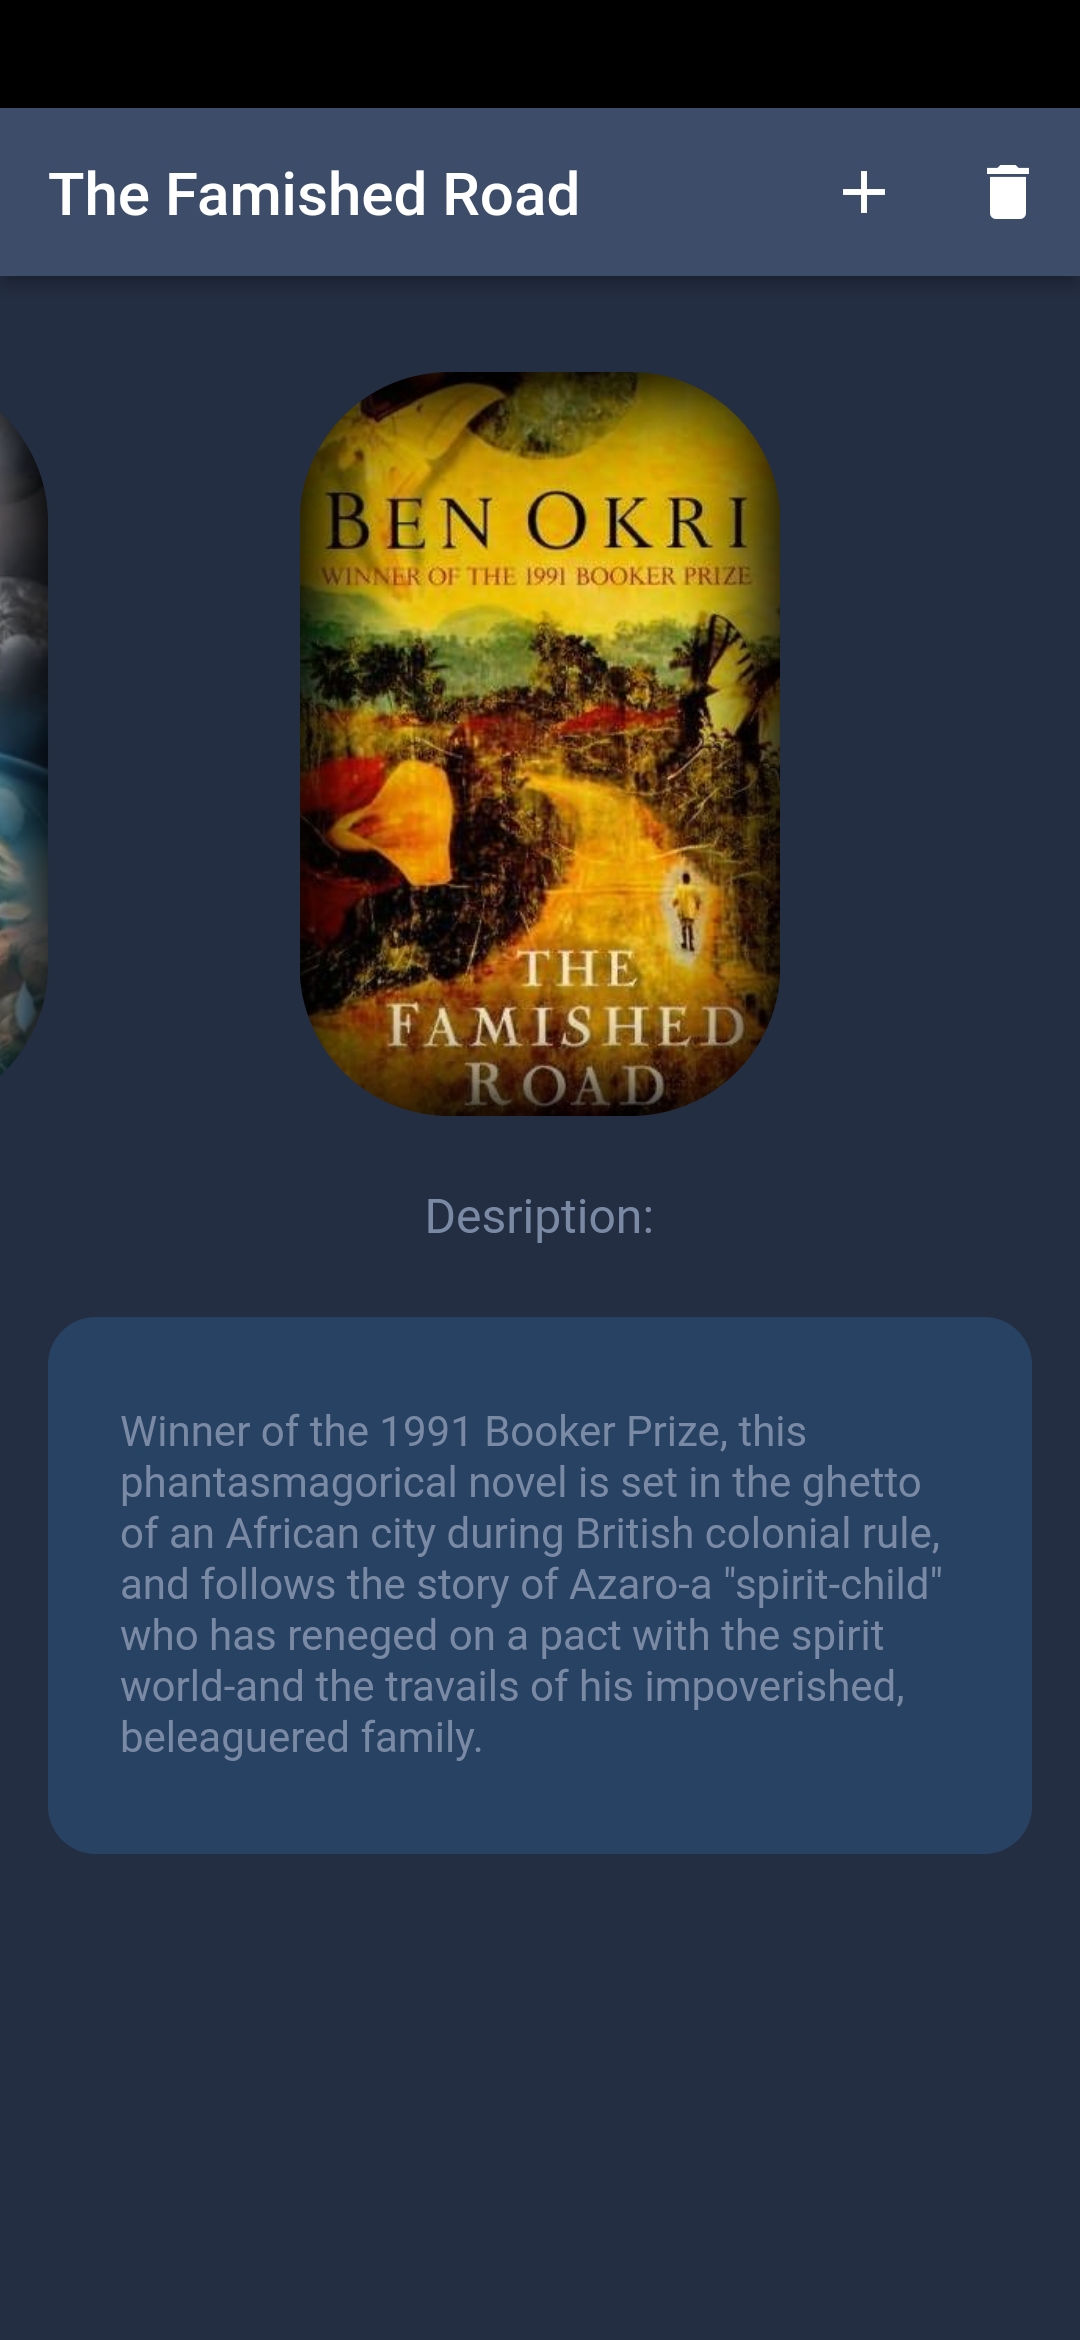 The Famished Road
BEN OKRI
WINNER OF THE 1991 BOOKER PRIZE
THE
FAMISHED
ROAD
Desription:
Winner of the 1991 Booker Prize, this
phantasmagorical novel is set in the ghetto
of an African city during British colonial rule,
and follows the story of Azaro-a "spirit-child"
who has reneged on a pact with the spirit
world-and the travails of his impoverished,
beleaguered family.